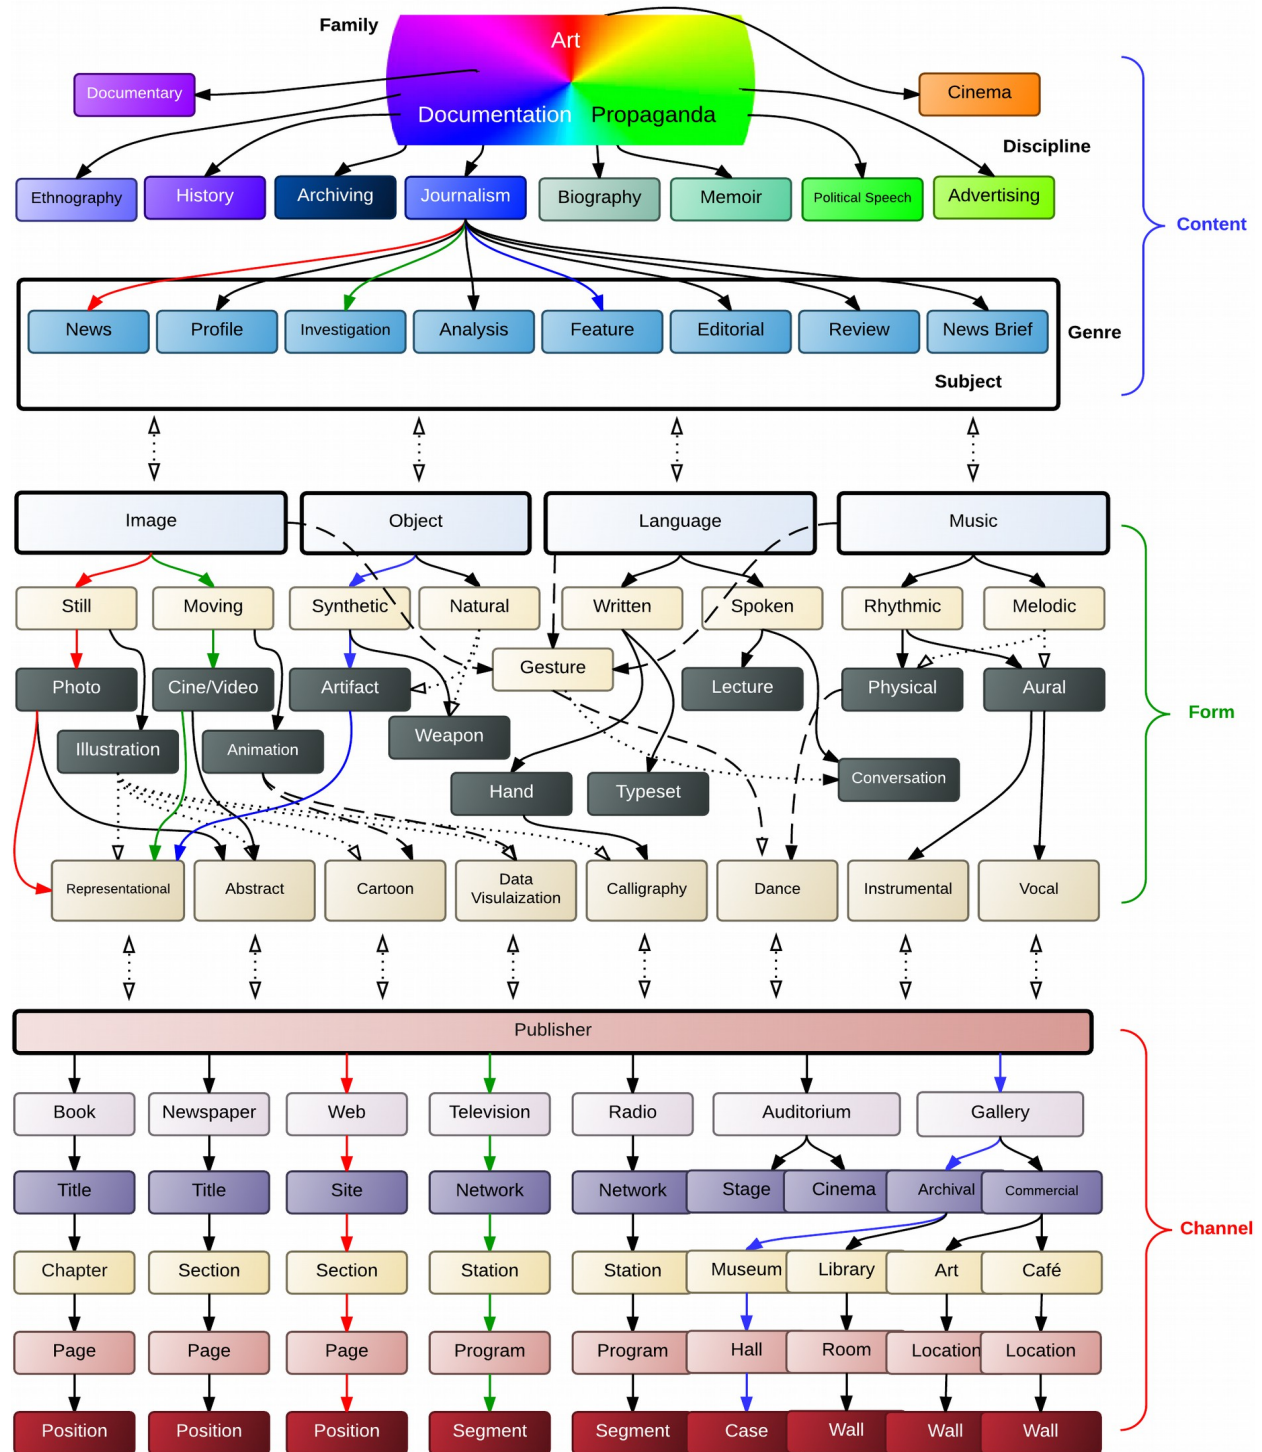 Family
Art
Documentary
Cinema
Documentation
Propaganda
Discipline
Ethnography
History
Archiving
Journalism
Biography
Memoir
Political Speech
Advertising
Content
News
Profile
Investigation
Analysis
Feature
Editorial
Review
News Brief
Genre
Subject
Image
Object
Language
Music
Still
Moving
Synthetic
Natural
Written
Spoken
Rhythmic
Melodic
Gesture
Photo
Cine/Video
Artifact
Lecture
Physical
Aural
Form
Weapon
Illustration
Animation
Hand
Typeset
Conversation
Representational
Abstract
Cartoon
Data
Visulaization
Calligraphy
Dance
Instrumental
Vocal
Publisher
Book
Newspaper
Web
Television
Radio
Auditorium
Gallery
Title
Title
Site
Network
Network
Stage
Cinema
Archival
Commercial
Channel
Chapter
Section
Section
Station
Station
Museum
Library
Art
Café
Page
Page
Page
Program
Program
Hall
Room
Location
Location
Position
Position
Position
Segment
Segment
Case
Wall
Wall
Wall